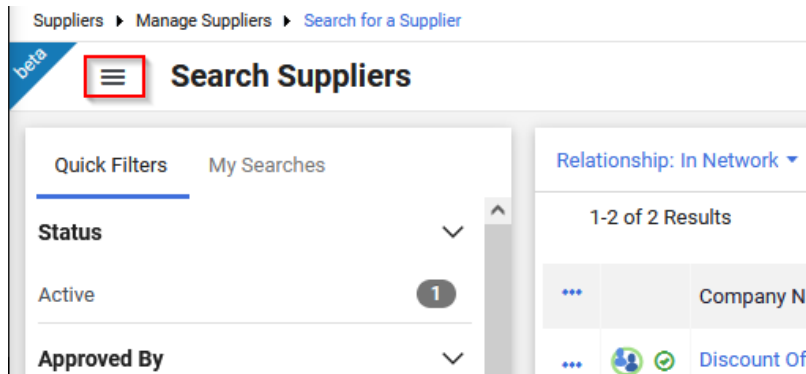 Suppliers ▸ Manage Suppliers ▸ Search for a Supplier
beta
Search Suppliers
Quick Filters My Searches
Status
Active 1
Approved By
Relationship: In Network
1-2 of 2 Results
Company N
Discount Of